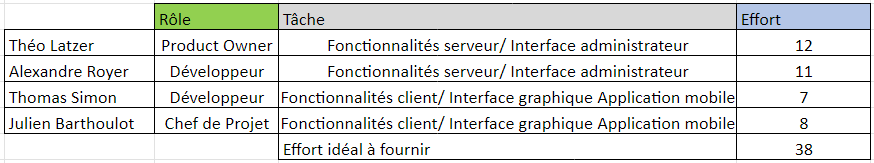 Rôle Tâche Effort
Théo Latzer Product Owner Fonctionnalités serveur/ Interface administrateur 12
Alexandre Royer Développeur Fonctionnalités serveur/ Interface administrateur 11
Thomas Simon Développeur Fonctionnalités client/ Interface graphique Application mobile 7
Julien Barthoulot Chef de Projet Fonctionnalités client/ Interface graphique Application mobile 8
Effort idéal à fournir 38